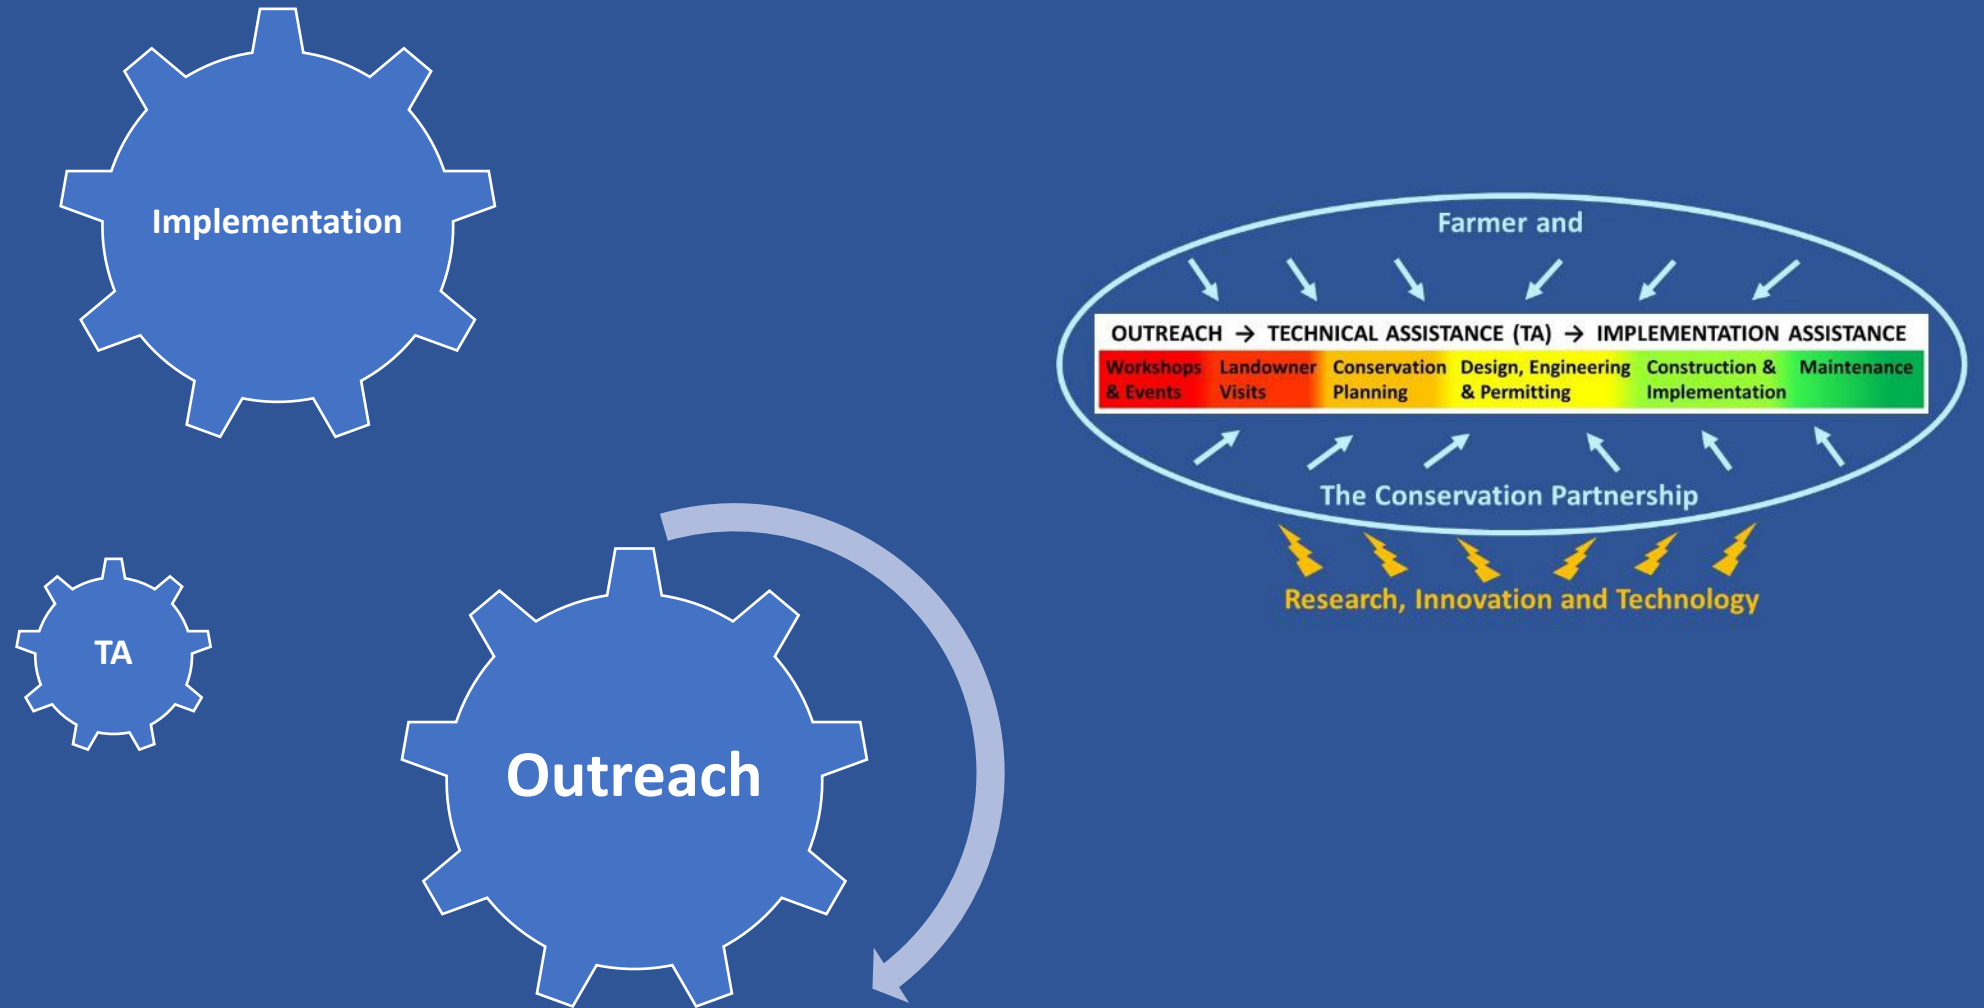 Implementation
TA
Outreach
Farmer and
OUTREACH → TECHNICAL ASSISTANCE (TA) → IMPLEMENTATION ASSISTANCE
Workshops & Events
Landowner Visits
Conservation Planning
Design, Engineering & Permitting
Construction & Implementation
Maintenance
The Conservation Partnership
Research, Innovation and Technology